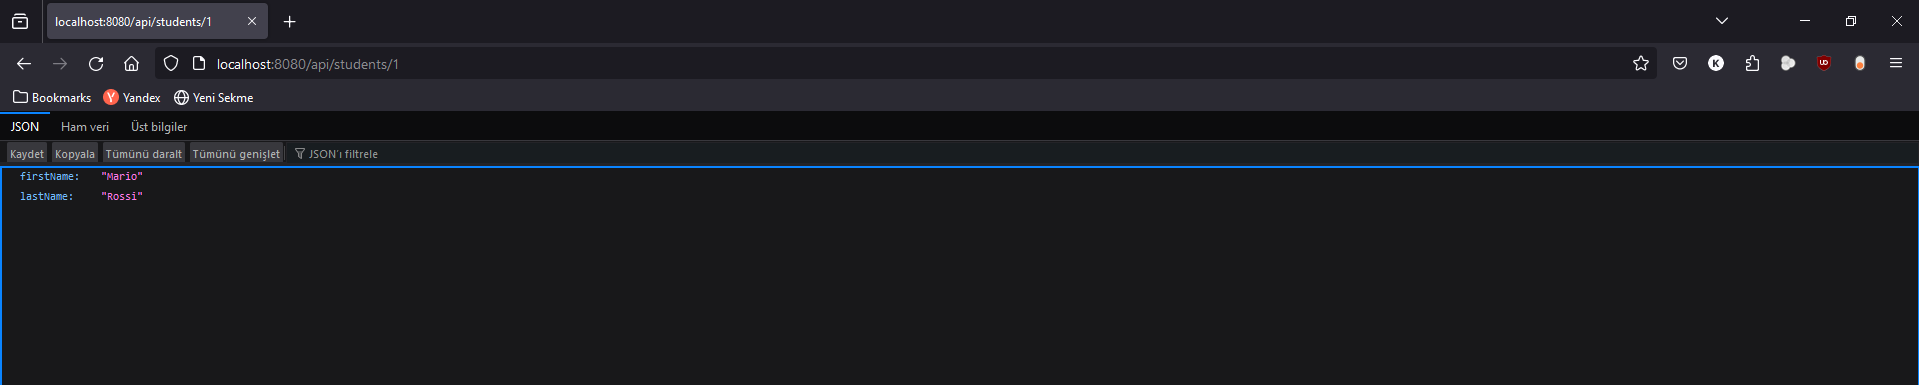 localhost:8080/api/students/1
localhost:8080/api/students/1
Bookmarks Yandex Yeni Sekme
JSON Ham veri Üst bilgiler
Kaydet Kopyala Tümünü daralt Tümünü genişlet JSON'ı filtrele
firstName: "Mario"
lastName: "Rossi"